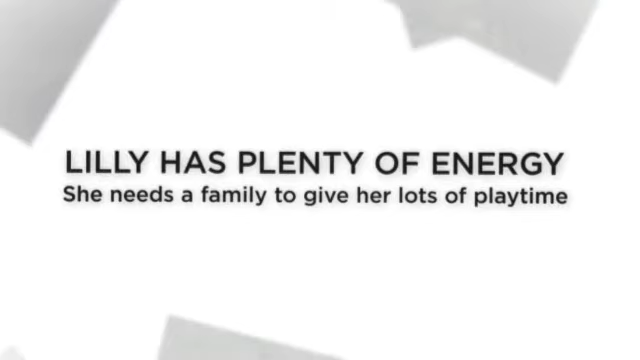 LILLY HAS PLENTY OF ENERGY
She needs a family to give her lots of playtime